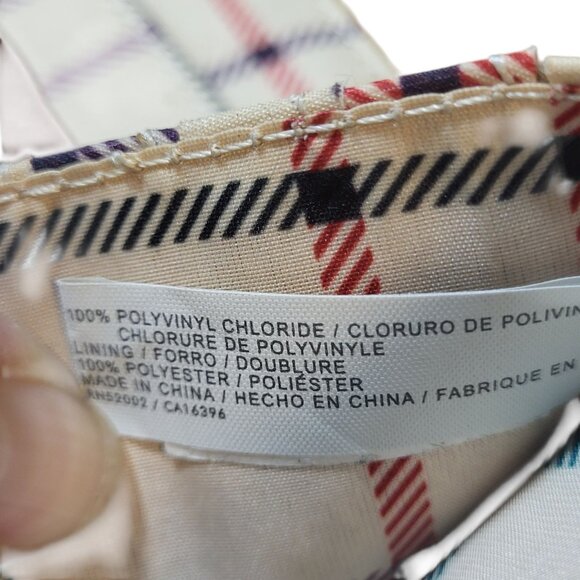 100% POLYVINYL CHLORIDE / CLORURO DE POLIVIN
CHLORURE DE POLYVINYLE
LINING / FORRO / DOUBLURE
100% POLYESTER / POLIÉSTER
MADE IN CHINA / HECHO EN CHINA / FABRIQUE EN
RN52002 / CA16396